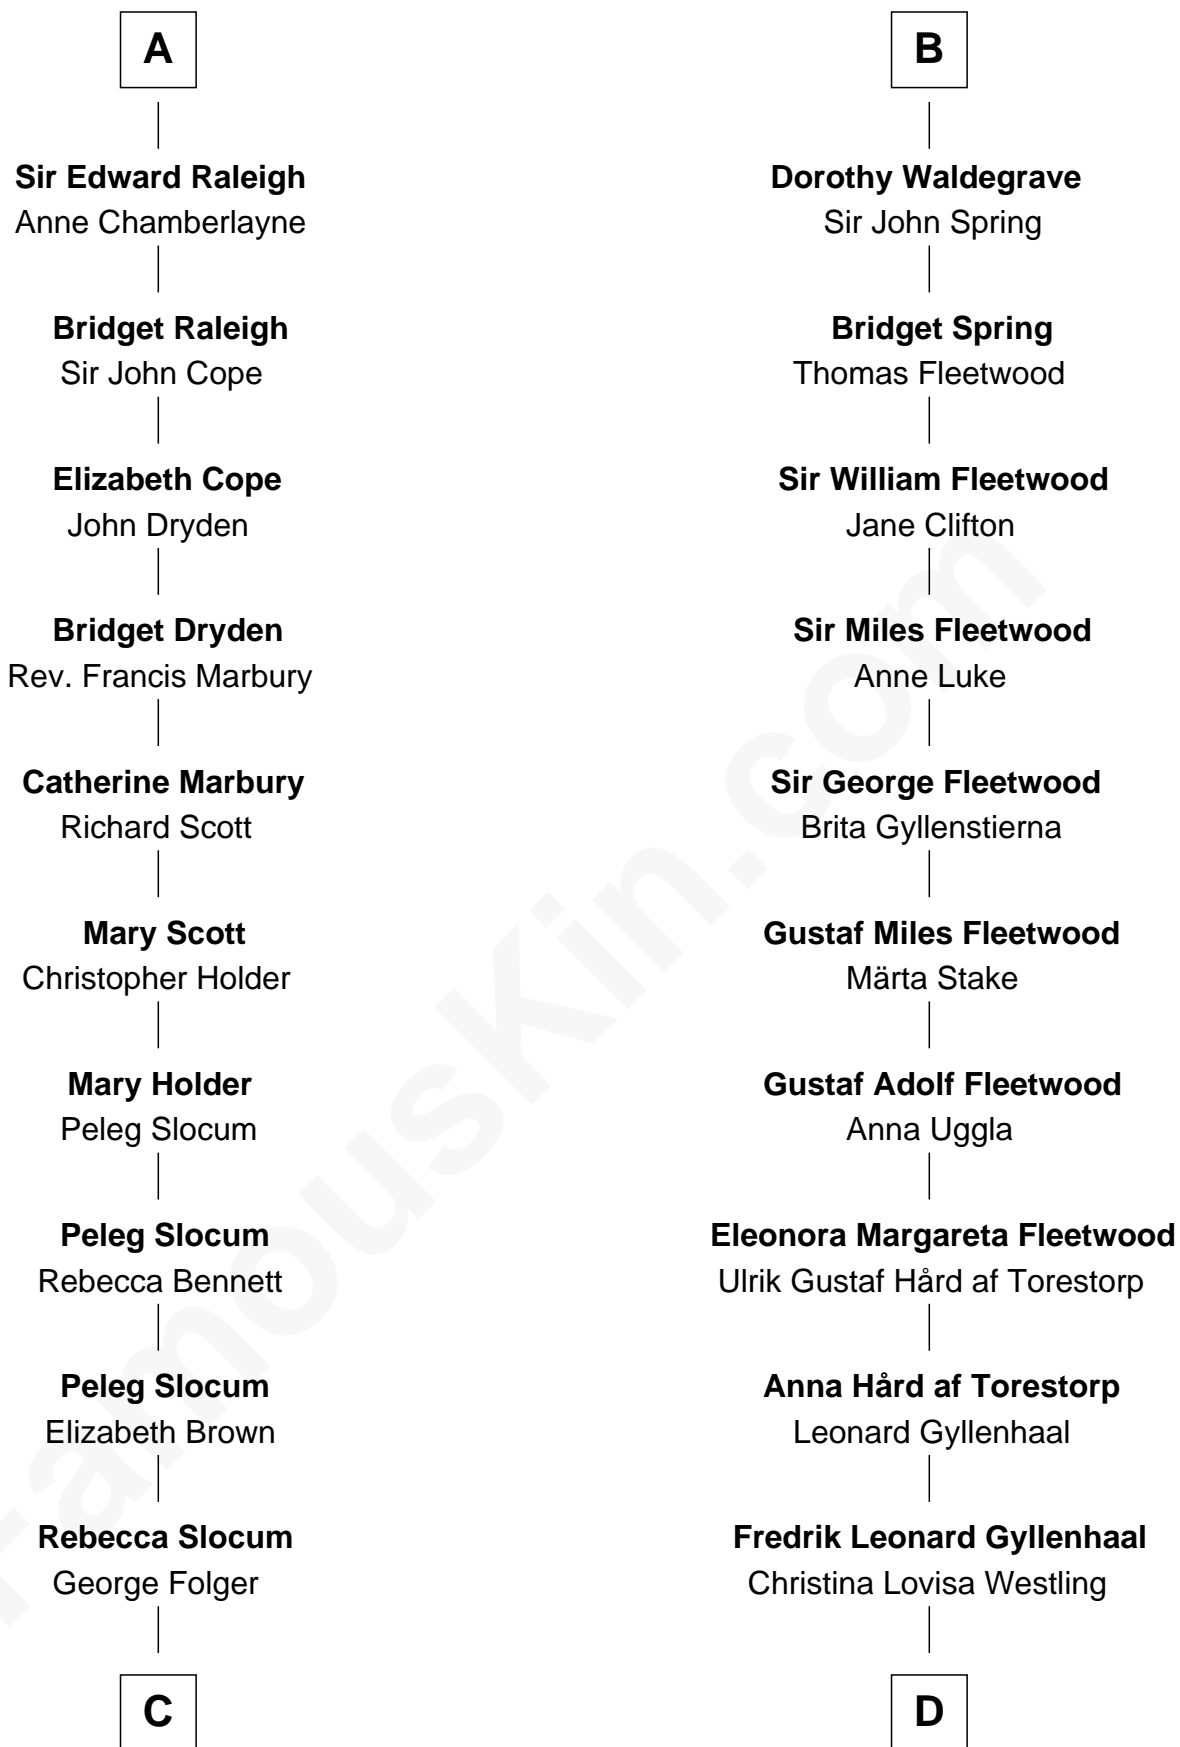 A
Sir Edward Raleigh
Anne Chamberlayne
Bridget Raleigh
Sir John Cope
Elizabeth Cope
John Dryden
Bridget Dryden
Rev. Francis Marbury
Catherine Marbury
Richard Scott
Mary Scott
Christopher Holder
Mary Holder
Peleg Slocum
Peleg Slocum
Rebecca Bennett
Peleg Slocum
Elizabeth Brown
Rebecca Slocum
George Folger
C
B
Dorothy Waldegrave
Sir John Spring
Bridget Spring
Thomas Fleetwood
Sir William Fleetwood
Jane Clifton
Sir Miles Fleetwood
Anne Luke
Sir George Fleetwood
Brita Gyllenstierna
Gustaf Miles Fleetwood
Märta Stake
Gustaf Adolf Fleetwood
Anna Uggla
Eleonora Margareta Fleetwood
Ulrik Gustaf Hård af Torestorp
Anna Hård af Torestorp
Leonard Gyllenhaal
Fredrik Leonard Gyllenhaal
Christina Lovisa Westling
D
FamousKin.com